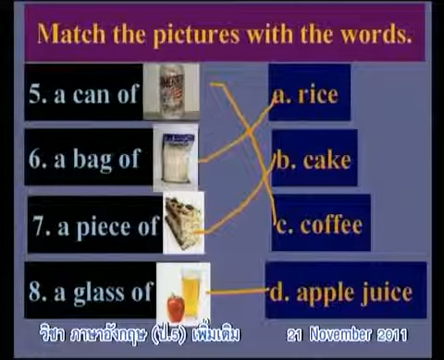 Match the pictures with the words.
5. a can of
a. rice
6. a bag of
b. cake
7. a piece of
c. coffee
8. a glass of
d. apple juice
วิชา ภาษาอังกฤษ (ป.5) เพิ่มเติม
21 November 2011